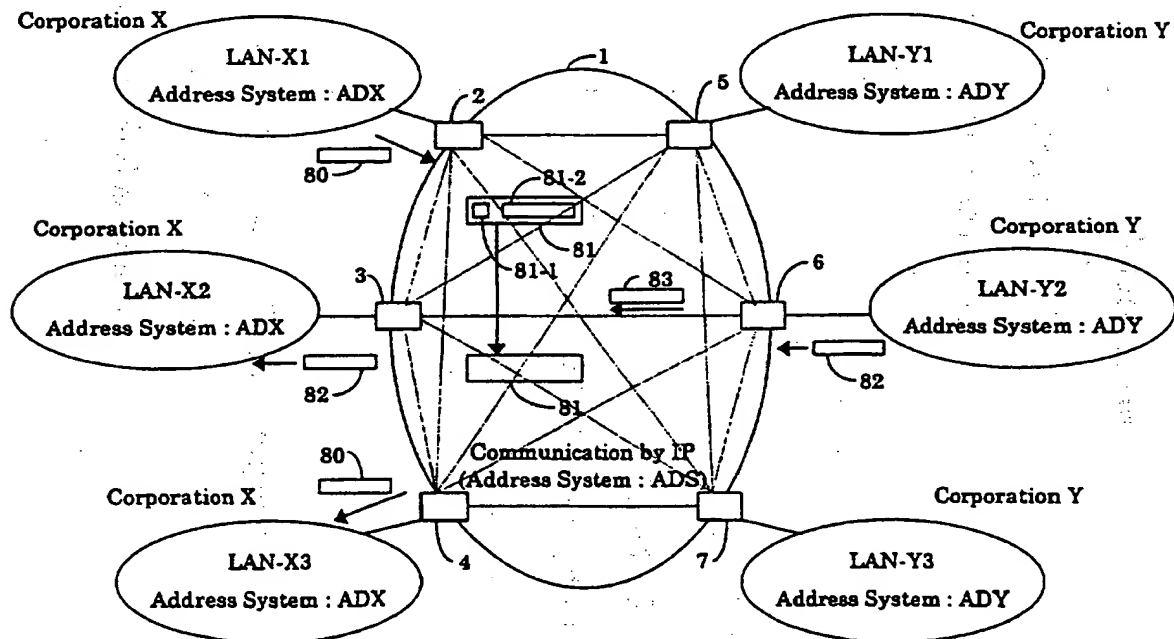 Corporation X
LAN-X1
Address System : ADX
1
2
5
Corporation Y
LAN-Y1
Address System : ADY
80
81-2
81
81-1
Corporation X
3
LAN-X2
Address System : ADX
83
6
Corporation Y
LAN-Y2
Address System : ADY
82
82
81
80
Communication by IP
(Address System : ADS)
Corporation X
LAN-X3
Address System : ADX
4
7
Corporation Y
LAN-Y3
Address System : ADY